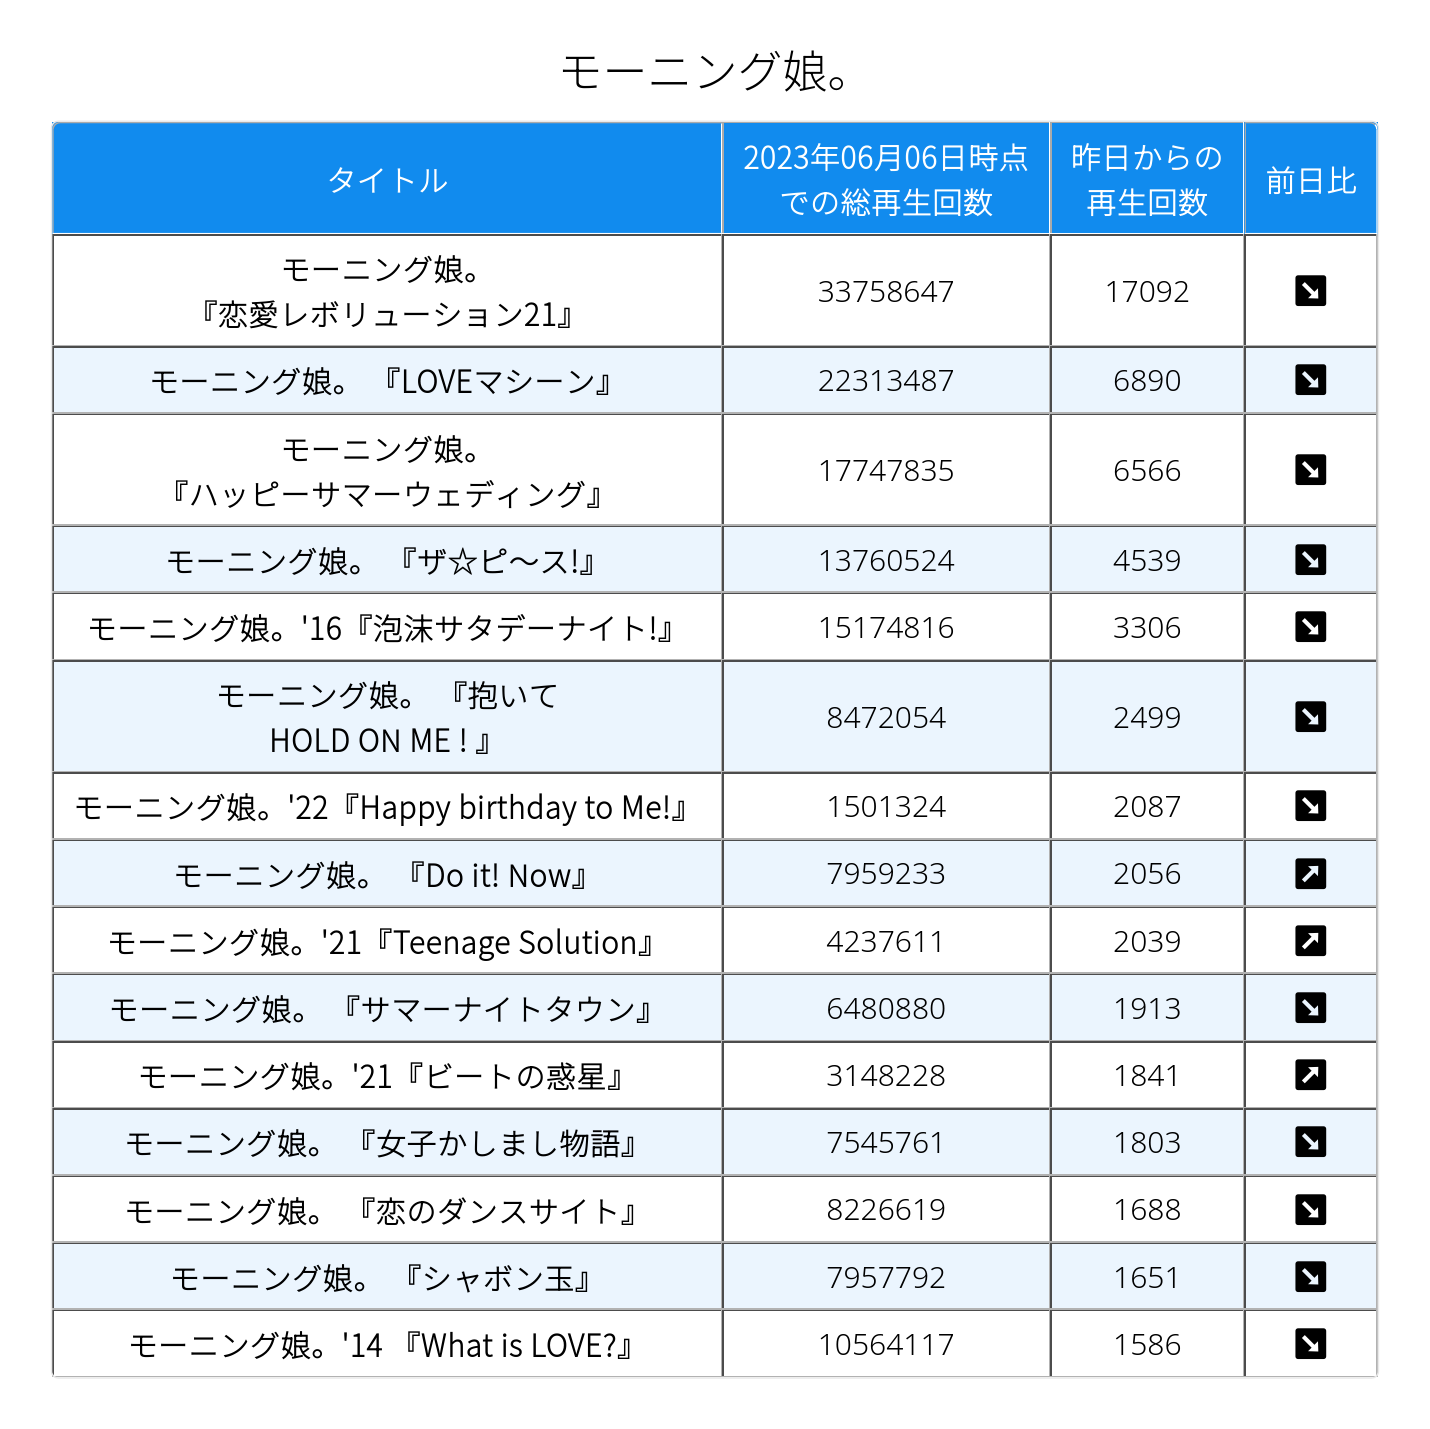 モーニング娘。
タイトル
2023年06月06日時点
での総再生回数
昨日からの
再生回数
前日比
モーニング娘。
『恋愛レボリューション21』
33758647
17092
モーニング娘。 『LOVEマシーン』
22313487
6890
モーニング娘。
『ハッピーサマーウェディング』
17747835
6566
モーニング娘。 『ザ☆ピ〜ス!』
13760524
4539
モーニング娘。'16『泡沫サタデーナイト!』
15174816
3306
モーニング娘。 『抱いて
HOLD ON ME ! 』
8472054
2499
モーニング娘。'22『Happy birthday to Me!』
1501324
2087
モーニング娘。 『Do it! Now』
7959233
2056
モーニング娘。'21『Teenage Solution』
4237611
2039
モーニング娘。 『サマーナイトタウン』
6480880
1913
モーニング娘。'21『ビートの惑星』
3148228
1841
モーニング娘。 『女子かしまし物語』
7545761
1803
モーニング娘。 『恋のダンスサイト』
8226619
1688
モーニング娘。 『シャボン玉』
7957792
1651
モーニング娘。'14 『What is LOVE?』
10564117
1586